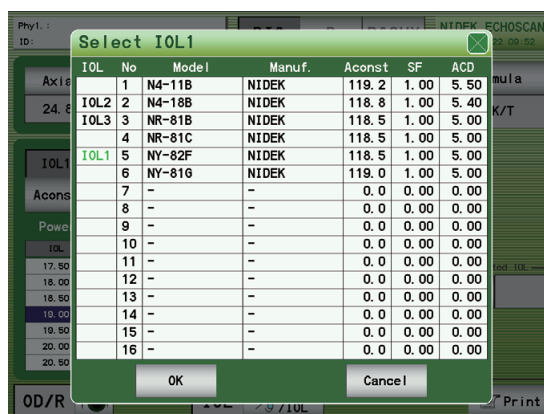 Phy1. :
NIDEK ECHOSCAN
ID:
22 09:52
Select IOL1
IOL No Model Manuf. Aconst SF ACD
1 N4-11B NIDEK 119.2 1.00 5.50
IOL2 2 N4-18B NIDEK 118.8 1.00 5.40
IOL3 3 NR-81B NIDEK 118.5 1.00 5.00
4 NR-81C NIDEK 118.5 1.00 5.00
IOL1 5 NY-82F NIDEK 118.5 1.00 5.00
6 NY-81G NIDEK 119.0 1.00 5.00
7 - - 0.0 0.00 0.00
8 - - 0.0 0.00 0.00
9 - - 0.0 0.00 0.00
10 - - 0.0 0.00 0.00
11 - - 0.0 0.00 0.00
12 - - 0.0 0.00 0.00
13 - - 0.0 0.00 0.00
14 - - 0.0 0.00 0.00
15 - - 0.0 0.00 0.00
16 - - 0.0 0.00 0.00
OK Cancel
Axia
24.8
mula
K/T
IOL1
Acons
Powe
IOL
17.50
18.00
18.50
19.00
19.50
20.00
20.50
ted IOL
OD/R
/IOL
Print